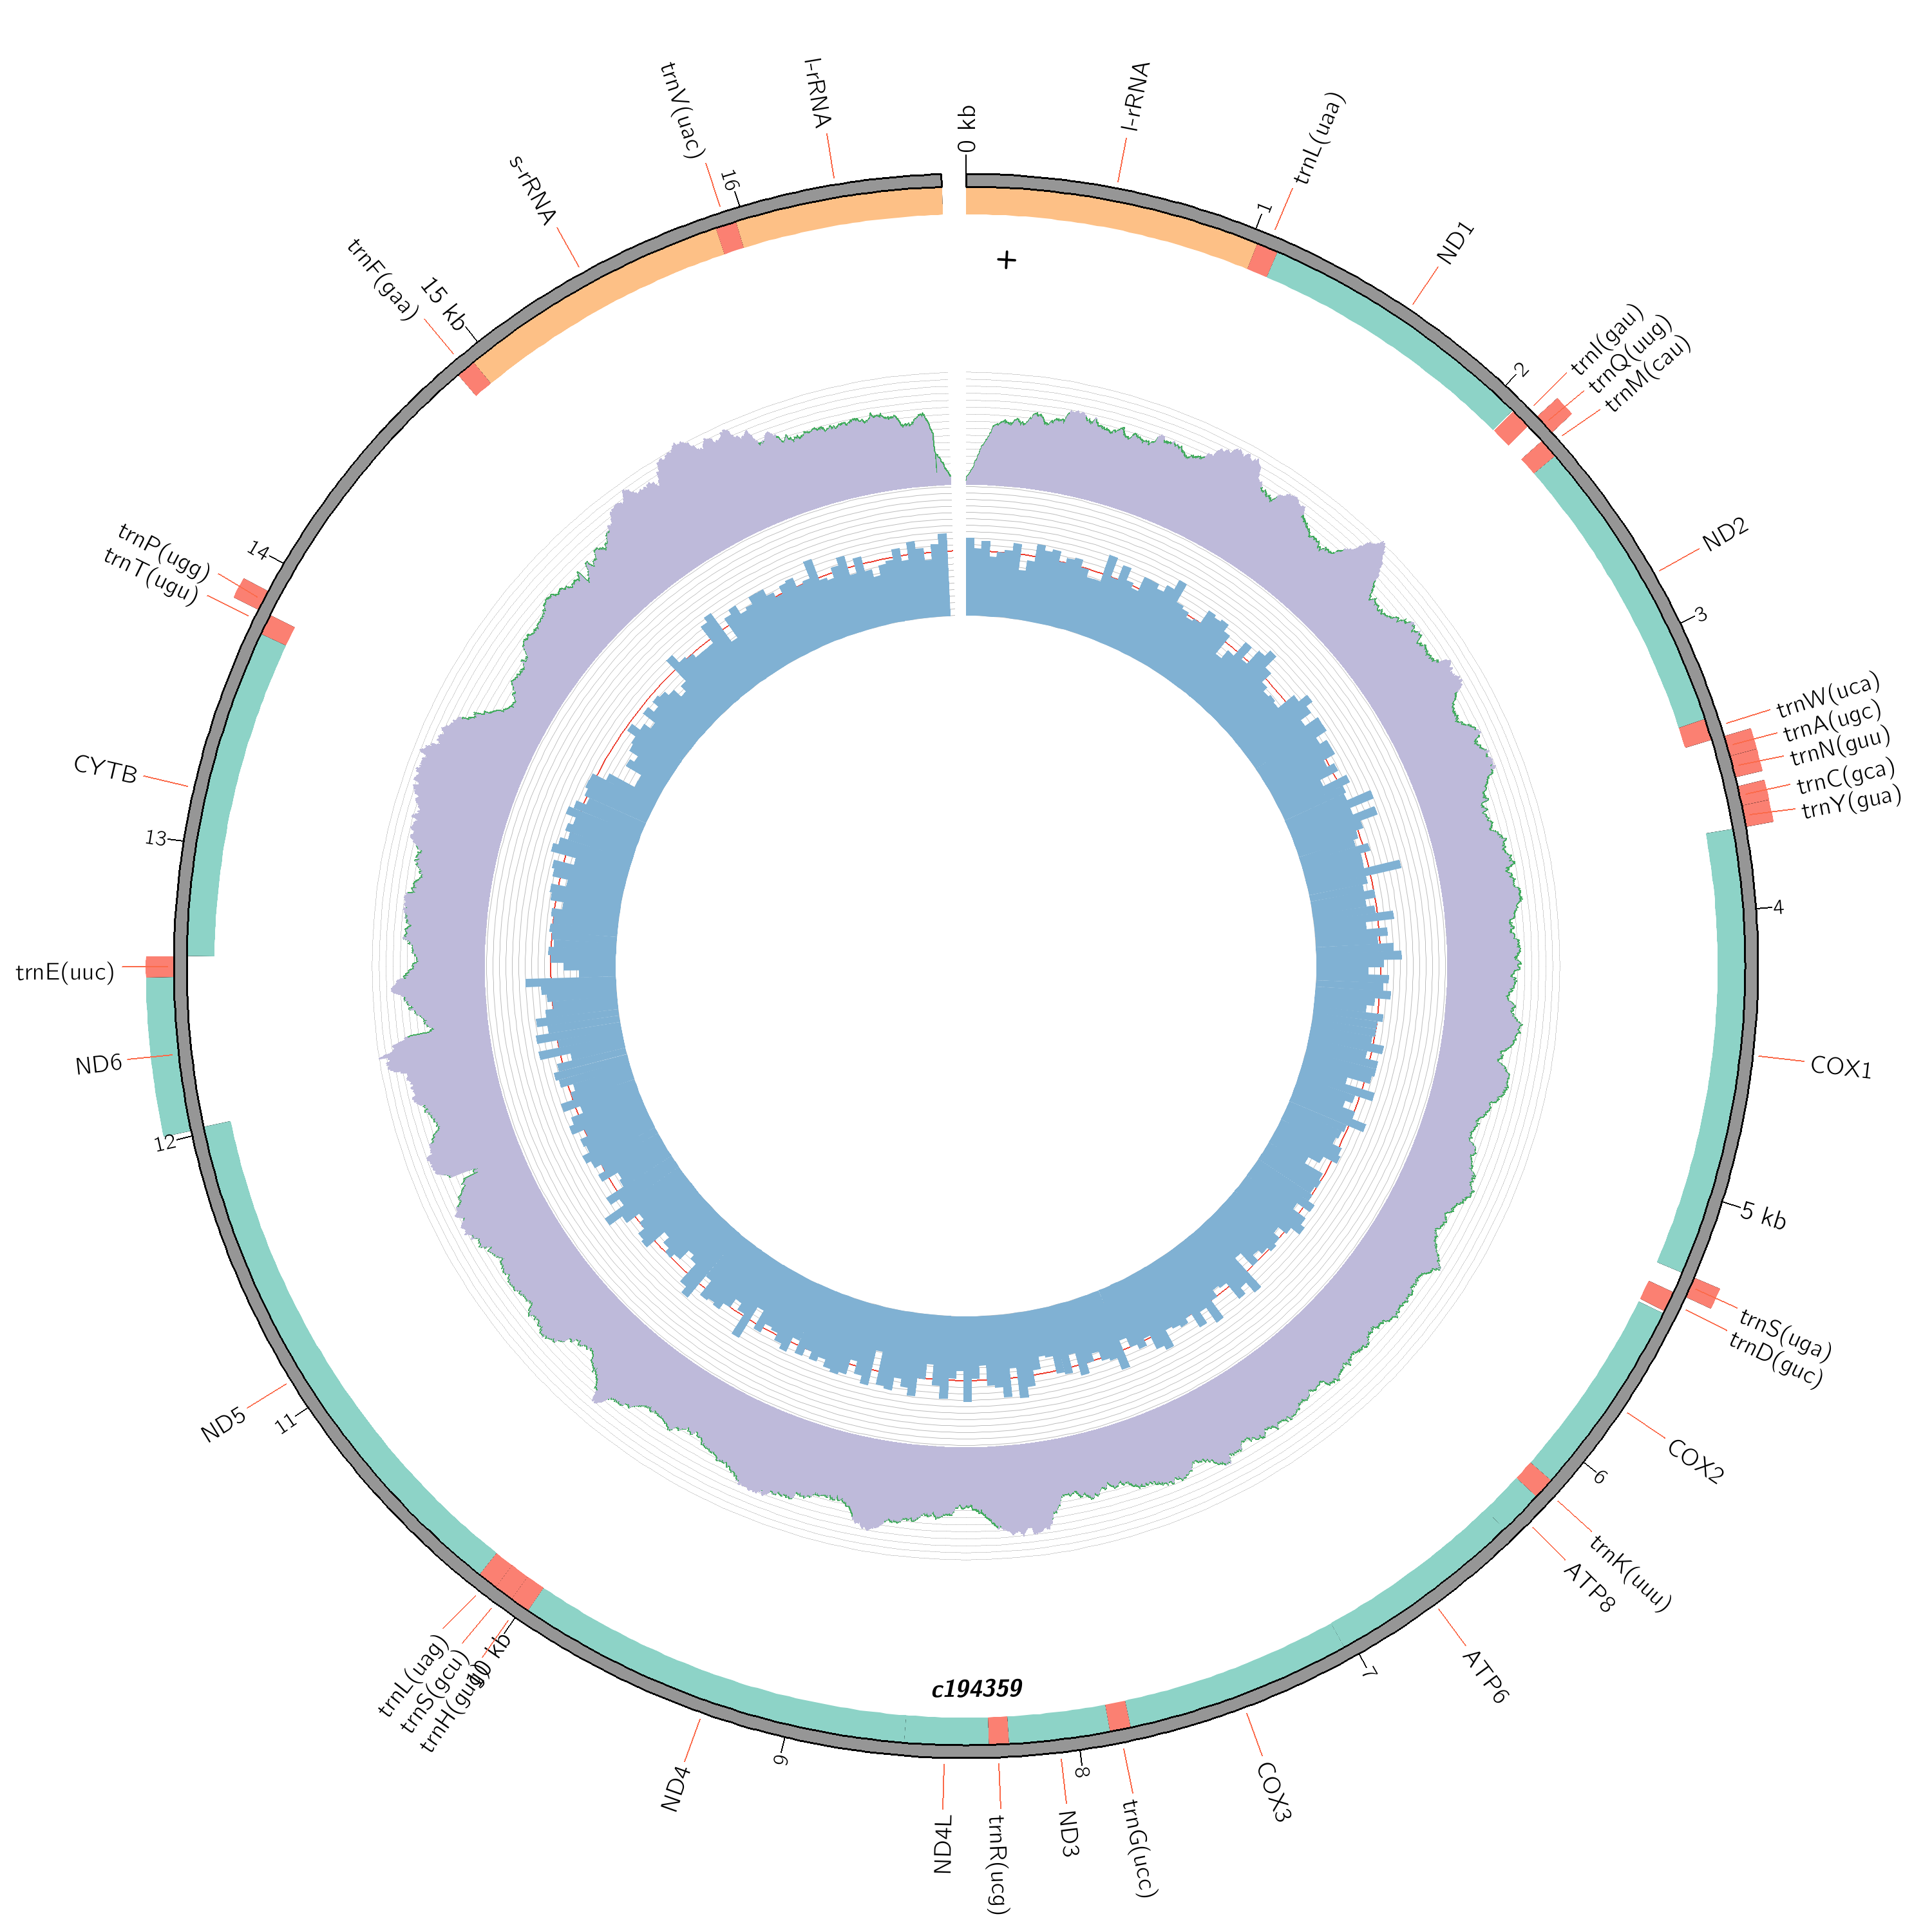 0 kb
l-rRNA
1
trnL(uaa)
ND1
2
trnI(gau)
trnQ(uug)
trnM(cau)
ND2
3
trnW(uca)
trnA(ugc)
trnN(guu)
trnC(gca)
trnY(gua)
4
COX1
5 kb
trnS(uga)
trnD(guc)
COX2
6
trnK(uuu)
ATP8
ATP6
7
COX3
trnG(ucc)
8
ND3
trnR(ucg)
ND4L
9
ND4
10 kb
trnH(gug)
trnS(gcu)
trnL(uag)
11
ND5
12
ND6
trnE(uuc)
13
CYTB
trnT(ugu)
trnP(ugg)
14
trnF(gaa)
15 kb
s-rRNA
trnV(uac)
16
l-rRNA
+
c194359